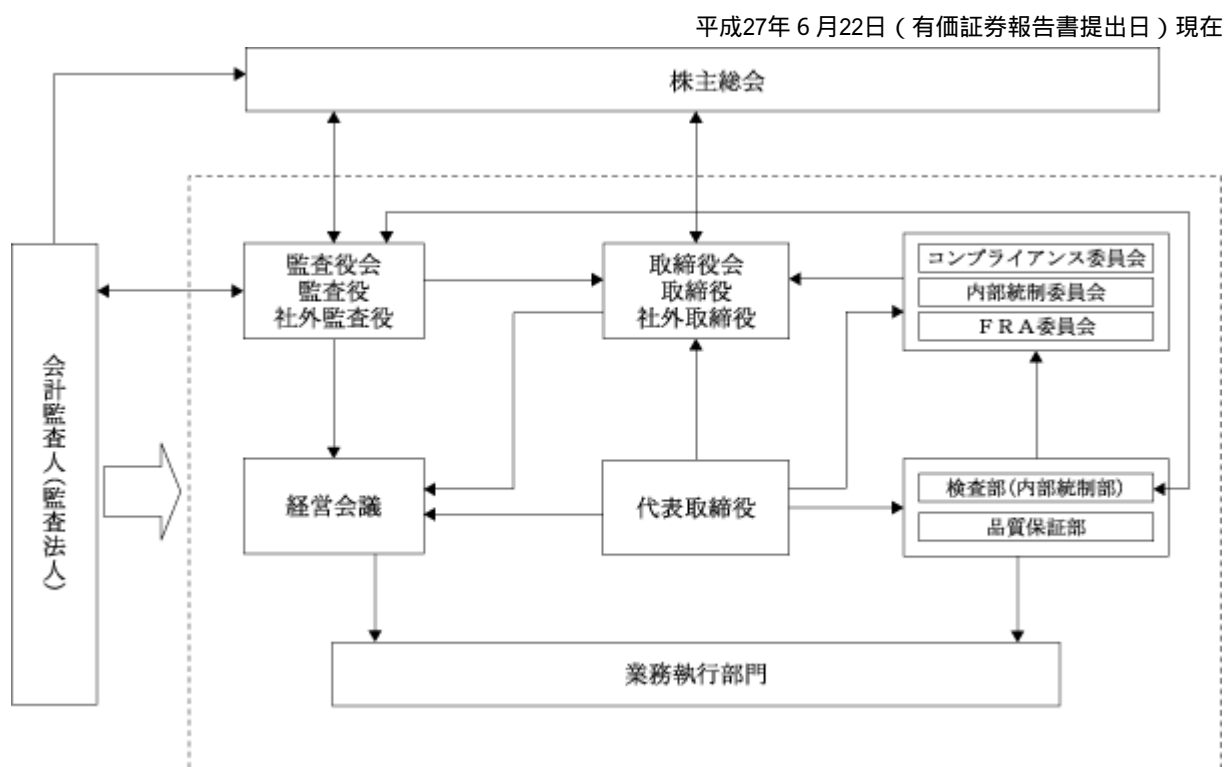 平成27年６月22日（有価証券報告書提出日）現在
株主総会
監査役会
監査役
社外監査役
取締役会
取締役
社外取締役
コンプライアンス委員会
内部統制委員会
ＦＲＡ委員会
会計監査人(監査法人)
経営会議
代表取締役
検査部(内部統制部)
品質保証部
業務執行部門